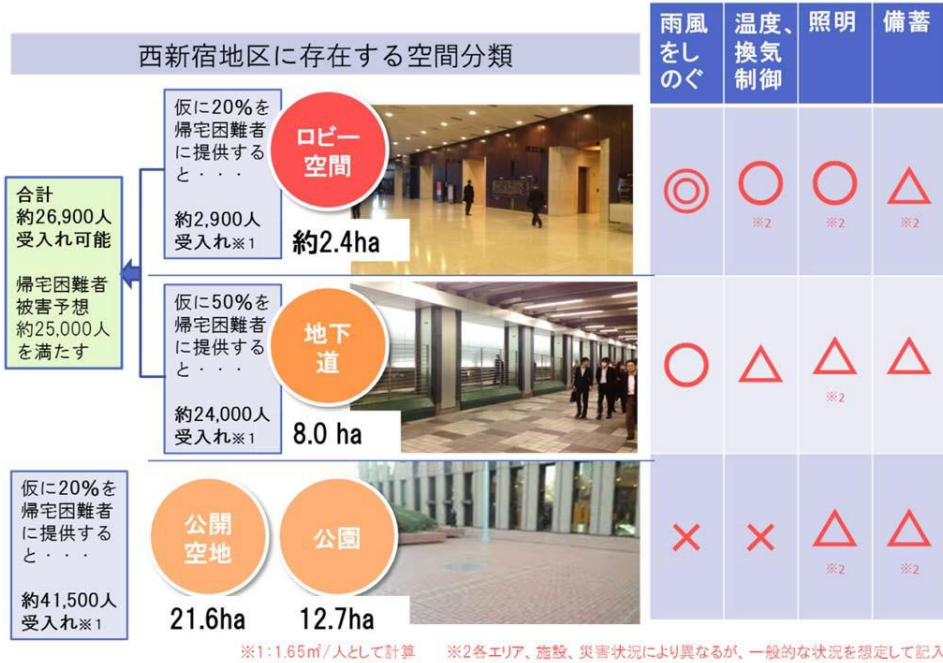 西新宿地区に存在する空間分類
雨風
をし
のぐ
温度、
換気
制御
照明
備蓄
合計
約26,900人
受入れ可能
帰宅困難者
被害予想
約25,000人
を満たす
仮に20%を
帰宅困難者
に提供する
と・・・
約2,900人
受入れ※1
ロビー
空間
約2.4ha
◎
○
※2
○
※2
△
※2
仮に50%を
帰宅困難者
に提供する
と・・・
約24,000人
受入れ※1
地下
道
8.0 ha
○
△
△
※2
△
仮に20%を
帰宅困難者
に提供する
と・・・
約41,500人
受入れ※1
公開
空地
21.6ha
公園
12.7ha
×
×
△
※2
△
※2
※1:1.65㎡/人として計算
※2各エリア、施設、災害状況により異なるが、一般的な状況を想定して記入